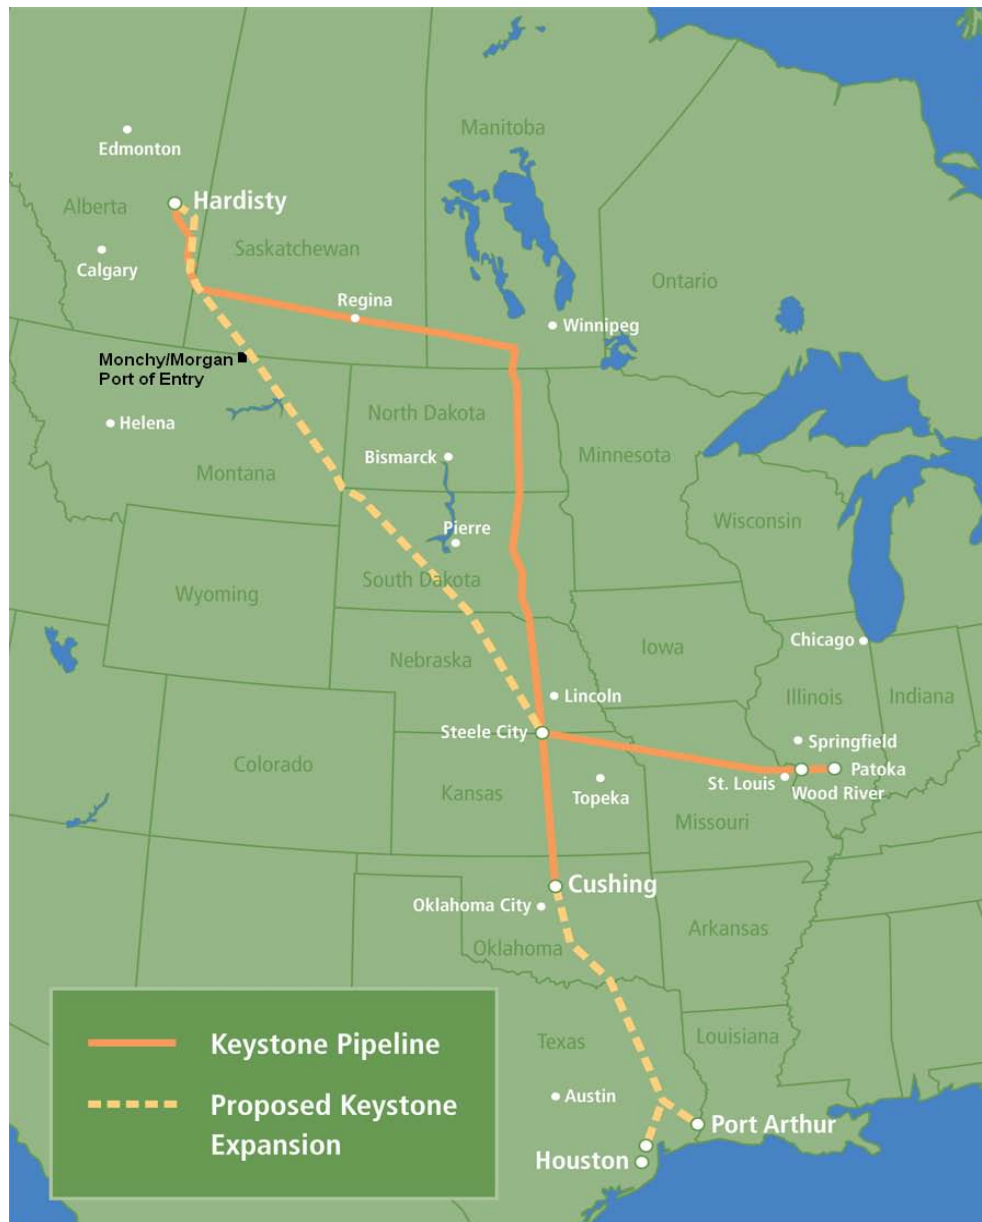 Edmonton
Manitoba
Hardisty
Alberta
Saskatchewan
Calgary
Ontario
Regina
Winnipeg
Monchy/Morgan
Port of Entry
Helena
North Dakota
Bismarck
Minnesota
Montana
Wisconsin
Pierre
South Dakota
Wyoming
Chicago
Iowa
Nebraska
Lincoln
Illinois
Indiana
Steele City
Springfield
Colorado
Patoka
St. Louis
Wood River
Kansas
Topeka
Missouri
Cushing
Oklahoma City
Arkansas
Oklahoma
Louisiana
Texas
Keystone Pipeline
Austin
Proposed Keystone
Expansion
Port Arthur
Houston